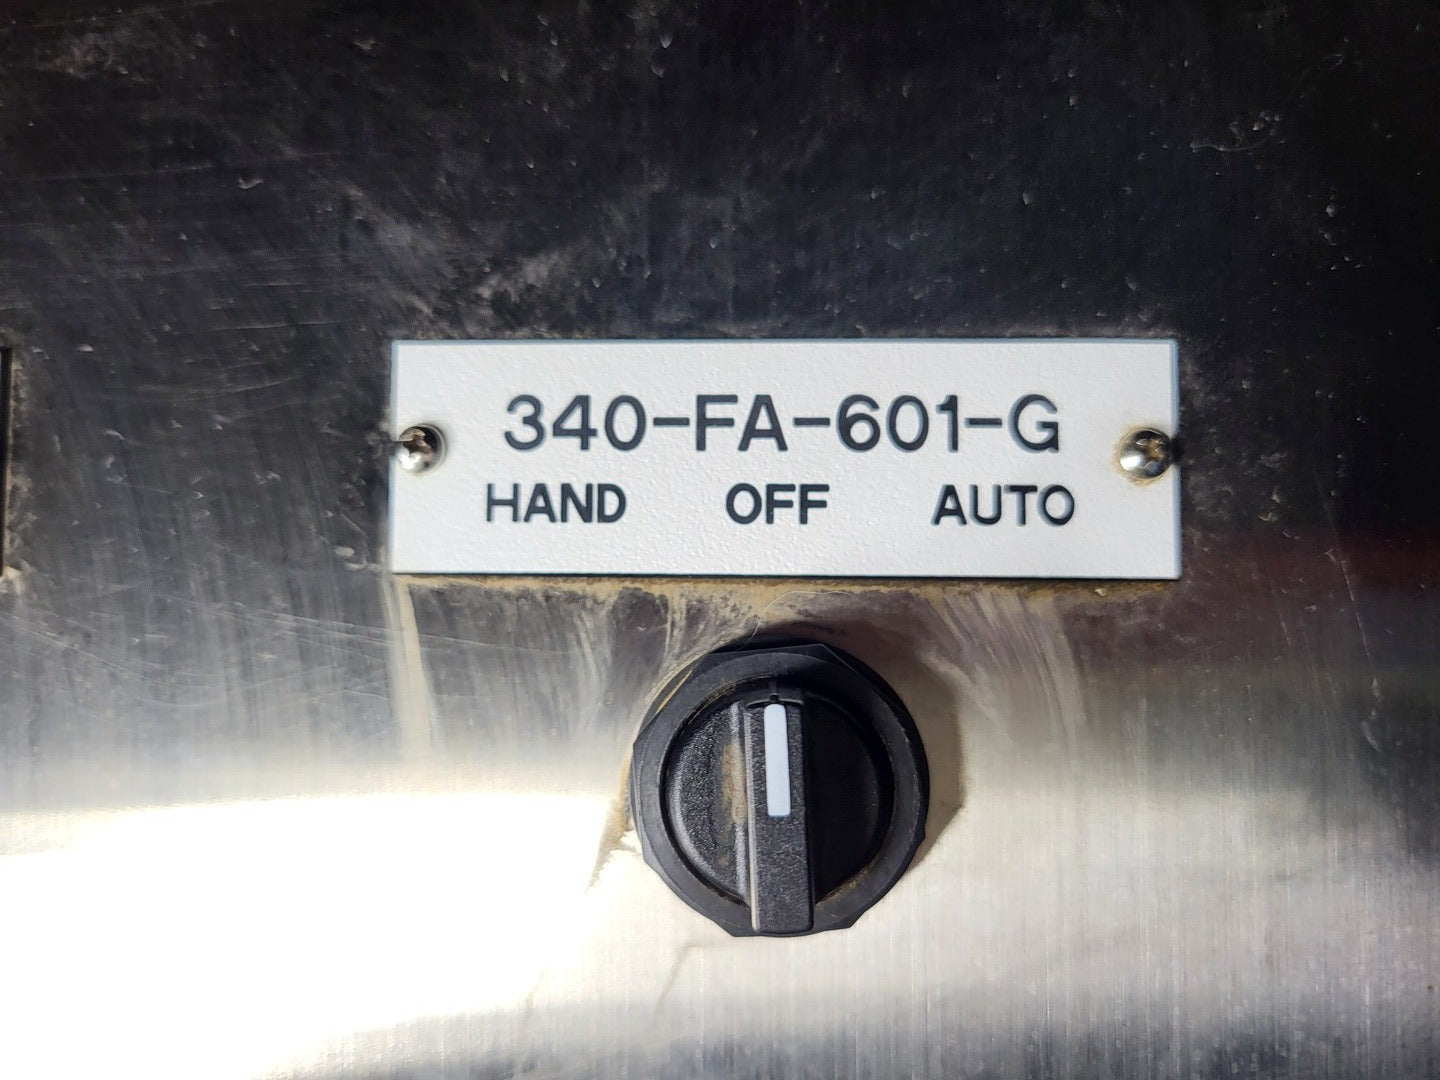 340-FA-601-G
HAND OFF AUTO